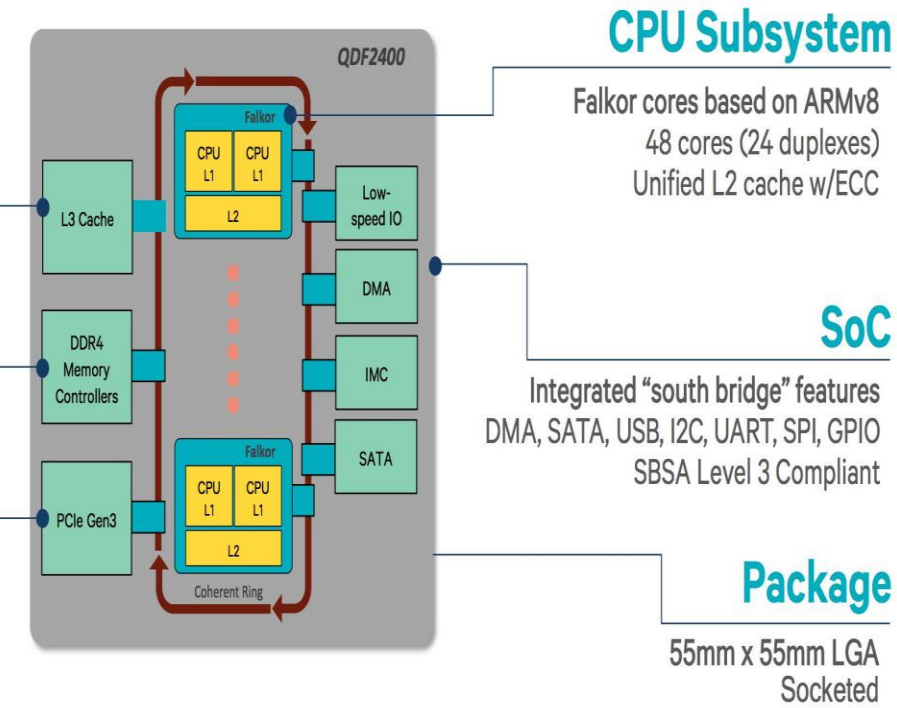 QDF2400
Falkor
CPU
L1
CPU
L1
L2
L3 Cache
Low-
speed IO
DMA
DDR4
Memory
Controllers
IMC
Falkor
CPU
L1
CPU
L1
L2
SATA
PCIe Gen3
Coherent Ring
CPU Subsystem
Falkor cores based on ARMv8
48 cores (24 duplexes)
Unified L2 cache w/ECC
SoC
Integrated “south bridge” features
DMA, SATA, USB, I2C, UART, SPI, GPIO
SBSA Level 3 Compliant
Package
55mm x 55mm LGA
Socketed